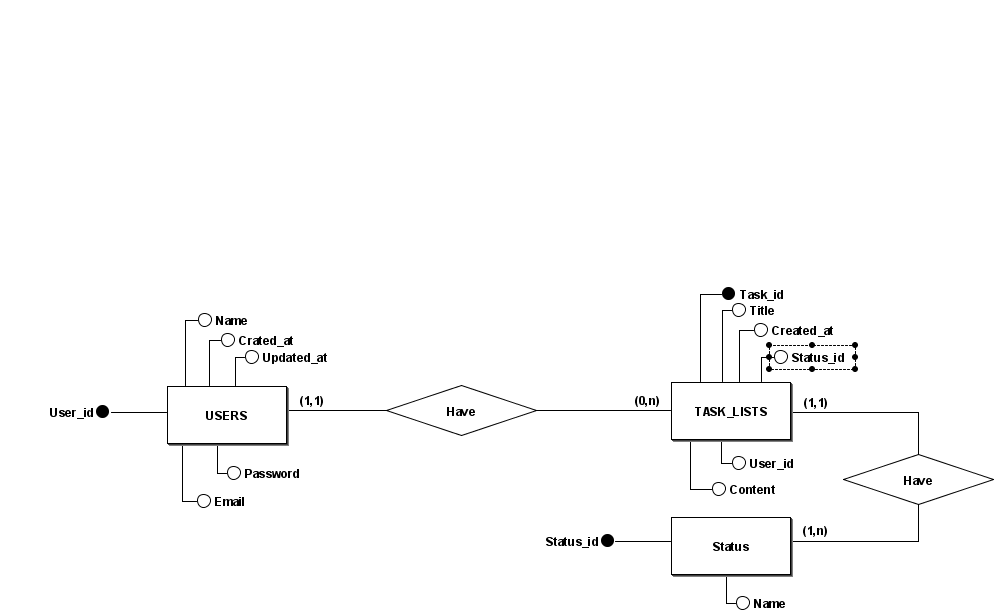 Task_id
Title
Name
Created_at
Crated_at
Updated_at
Status_id
User_id
USERS
(1,1)
Have
(0,n)
TASK_LISTS
(1,1)
User_id
Password
Have
Content
Email
(1,n)
Status_id
Status
Name